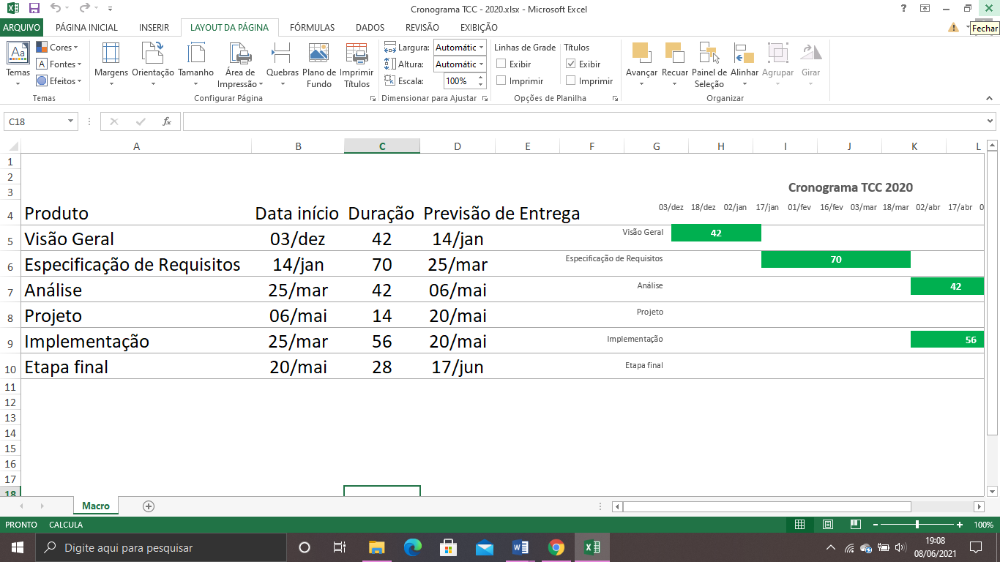 Cronograma TCC - 2020.xlsx - Microsoft Excel
?
Fechar
ARQUIVO PÁGINA INICIAL INSERIR LAYOUT DA PÁGINA FÓRMULAS DADOS REVISÃO EXIBIÇÃO
Aa Temas
Cores
A Fontes
Efeitos
Temas
Margens Orientação Tamanho Área de Impressão Quebras Plano de Fundo Imprimir Títulos
Configurar Página
Largura: Automátic
Altura: Automátic
Escala: 100%
Dimensionar para Ajustar
Linhas de Grade Títulos
Exibir Exibir
Imprimir Imprimir
Opções de Planilha
Avançar Recuar Painel de Seleção Alinhar Agrupar Girar
Organizar
C18 fx
A B C D E F G H I J K L
1
2
3
Cronograma TCC 2020
03/dez 18/dez 02/jan 17/jan 01/fev 16/fev 03/mar 18/mar 02/abr 17/abr 0
4 Produto Data início Duração Previsão de Entrega
5 Visão Geral 03/dez 42 14/jan Visão Geral 42
6 Especificação de Requisitos 14/jan 70 25/mar Especificação de Requisitos 70
7 Análise 25/mar 42 06/mai Análise 42
8 Projeto 06/mai 14 20/mai Projeto
9 Implementação 25/mar 56 20/mai Implementação 56
10 Etapa final 20/mai 28 17/jun Etapa final
11
12
13
14
15
16
17
18
Macro
PRONTO CALCULA 100%
Digite aqui para pesquisar
19:08
08/06/2021